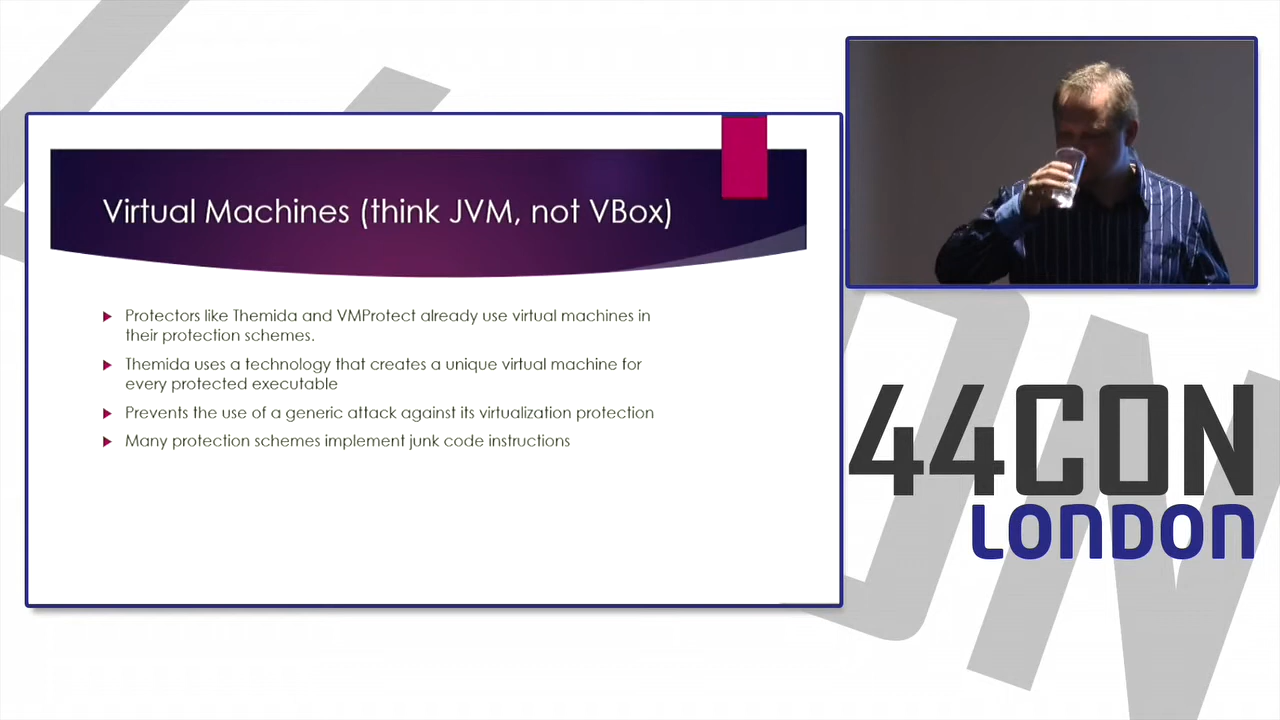 Virtual Machines (think JVM, not VBox)
Protectors like Themida and VMProtect already use virtual machines in
their protection schemes.
Themida uses a technology that creates a unique virtual machine for
every protected executable
Prevents the use of a generic attack against its virtualization protection
Many protection schemes implement junk code instructions
44CON
LONDON